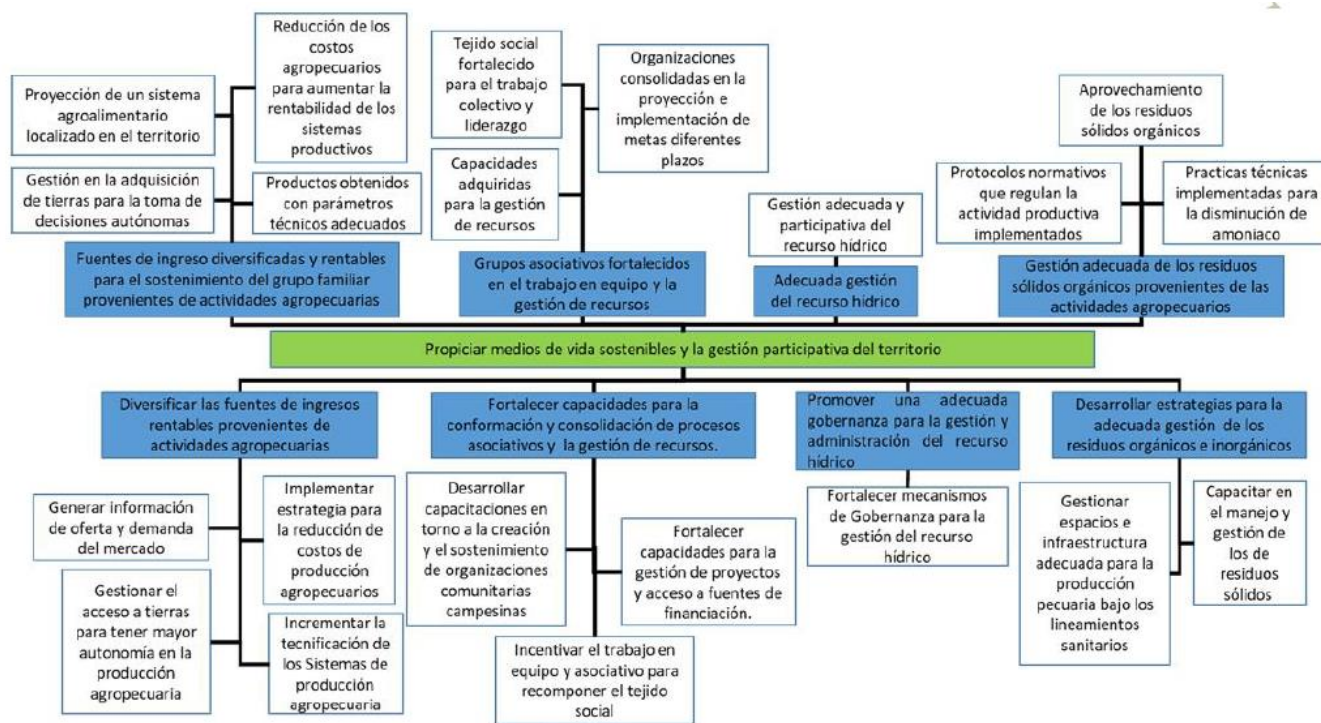 Proyección de un sistema
agroalimentario
localizado en el territorio
Reducción de los
costos
agropecuarios
para aumentar la
rentabilidad de los
sistemas
productivos
Gestión en la adquisición
de tierras para la toma de
decisiones autónomas
Productos obtenidos
con parámetros
técnicos adecuados
Fuentes de ingreso diversificadas y rentables
para el sostenimiento del grupo familiar
provenientes de actividades agropecuarias
Tejido social
fortalecido
para el trabajo
colectivo y
liderazgo
Organizaciones
consolidadas en la
proyección e
implementación de
metas diferentes
plazos
Capacidades
adquiridas
para la gestión
de recursos
Grupos asociativos fortalecidos
en el trabajo en equipo y la
gestión de recursos
Gestión adecuada y
participativa del
recurso hídrico
Adecuada gestión
del recurso hídrico
Aprovechamiento
de los residuos
sólidos orgánicos
Protocolos normativos
que regulan la
actividad productiva
implementados
Practicas técnicas
implementadas para
la disminución de
amoniaco
Gestión adecuada de los residuos
sólidos orgánicos provenientes de las
actividades agropecuarios
Propiciar medios de vida sostenibles y la gestión participativa del territorio
Diversificar las fuentes de ingresos
rentables provenientes de
actividades agropecuarias
Generar información
de oferta y demanda
del mercado
Implementar
estrategia para
la reducción de
costos de
producción
agropecuarios
Gestionar el
acceso a tierras
para tener mayor
autonomía en la
producción
agropecuaria
Incrementar la
tecnificación de
los Sistemas de
producción
agropecuaria
Fortalecer capacidades para la
conformación y consolidación de procesos
asociativos y la gestión de recursos.
Desarrollar
capacitaciones en
torno a la creación
y el sostenimiento
de organizaciones
comunitarias
campesinas
Fortalecer
capacidades para la
gestión de proyectos
y acceso a fuentes de
financiación.
Incentivar el trabajo en
equipo y asociativo para
recomponer el tejido
social
Promover una adecuada
gobernanza para la gestión y
administración del recurso
hídrico
Fortalecer mecanismos
de Gobernanza para la
gestión del recurso
hídrico
Desarrollar estrategias para la
adecuada gestión de los
residuos orgánicos e inorgánicos
Gestionar
espacios e
infraestructura
adecuada para la
producción
pecuaria bajo los
lineamientos
sanitarios
Capacitar en
el manejo y
gestión de
los de
residuos
sólidos